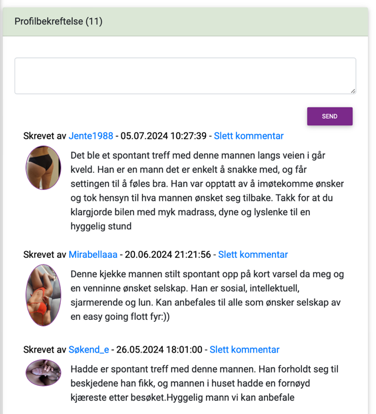 Profilbekreftelse (11)
SEND
Skrevet av Jente1988 - 05.07.2024 10:27:39 - Slett kommentar
Det ble et spontant treff med denne mannen langs veien i går
kveld. Han er en mann det er enkelt å snakke med, og får
settingen til å føles bra. Han var opptatt av å imøtekomme ønsker
og tok hensyn til hva mannen ønsket seg tilbake. Takk for at du
klargjorde bilen med myk madrass, dyne og lyslenke til en
hyggelig stund
Skrevet av Mirabellaaa - 20.06.2024 21:21:56 - Slett kommentar
Denne kjekke mannen stilt spontant opp på kort varsel da meg og
en venninne ønsket selskap. Han er sosial, intellektuell,
sjarmerende og lun. Kan anbefales til alle som ønsker selskap av
en easy going flott fyr:))
Skrevet av Søkend_e - 26.05.2024 18:01:00 - Slett kommentar
Hadde er spontant treff med denne mannen. Han forholdt seg til
beskjedene han fikk, og mannen i huset hadde en fornøyd
kjæreste etter besøket.Hyggelig mann vi kan anbefale